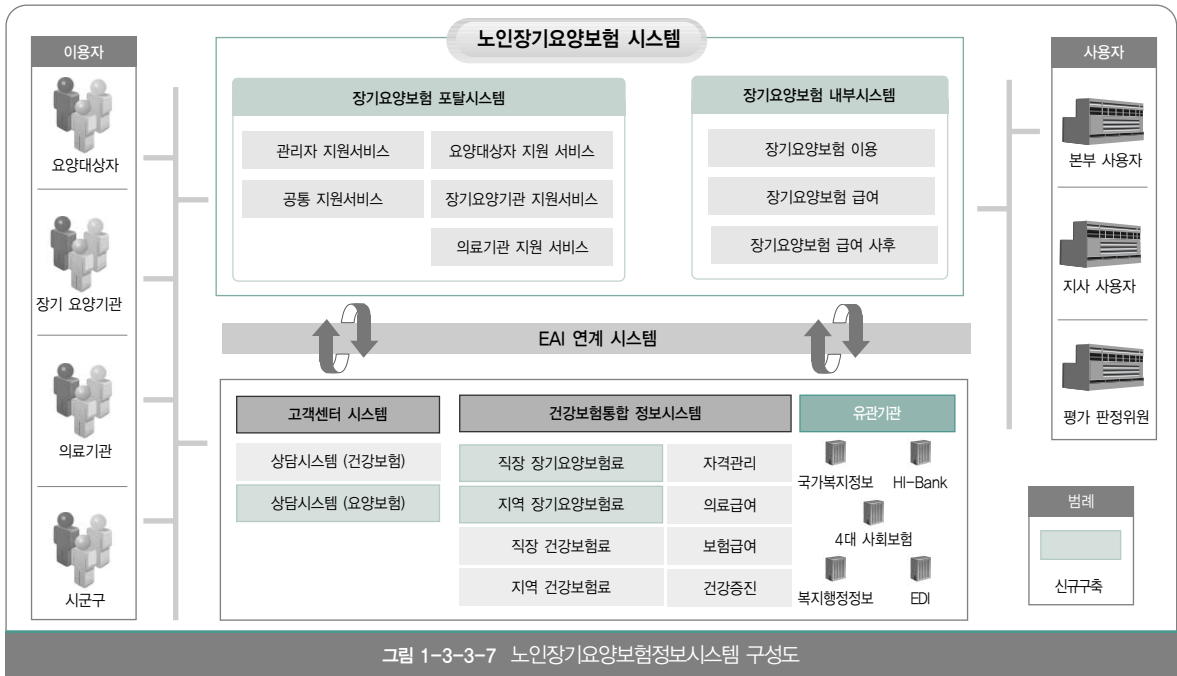 노인장기요양보험 시스템
이용자
요양대상자
장기 요양기관
의료기관
시군구
장기요양보험 포탈시스템
관리자 지원서비스
요양대상자 지원 서비스
공통 지원서비스
장기요양기관 지원서비스
의료기관 지원 서비스
장기요양보험 내부시스템
장기요양보험 이용
장기요양보험 급여
장기요양보험 급여 사후
사용자
본부 사용자
지사 사용자
평가 판정위원
EAI 연계 시스템
고객센터 시스템
상담시스템 (건강보험)
상담시스템 (요양보험)
건강보험통합 정보시스템
직장 장기요양보험료
자격관리
지역 장기요양보험료
의료급여
직장 건강보험료
보험급여
지역 건강보험료
건강증진
유관기관
국가복지정보
HI-Bank
4대 사회보험
복지행정정보
EDI
범례
신규구축
그림 1-3-3-7 노인장기요양보험정보시스템 구성도